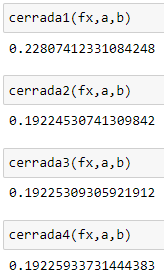 cerrada1(fx,a,b)
0.22807412331084248
cerrada2(fx,a,b)
0.19224530741309842
cerrada3(fx,a,b)
0.19225309305921912
cerrada4(fx,a,b)
0.19225933731444383